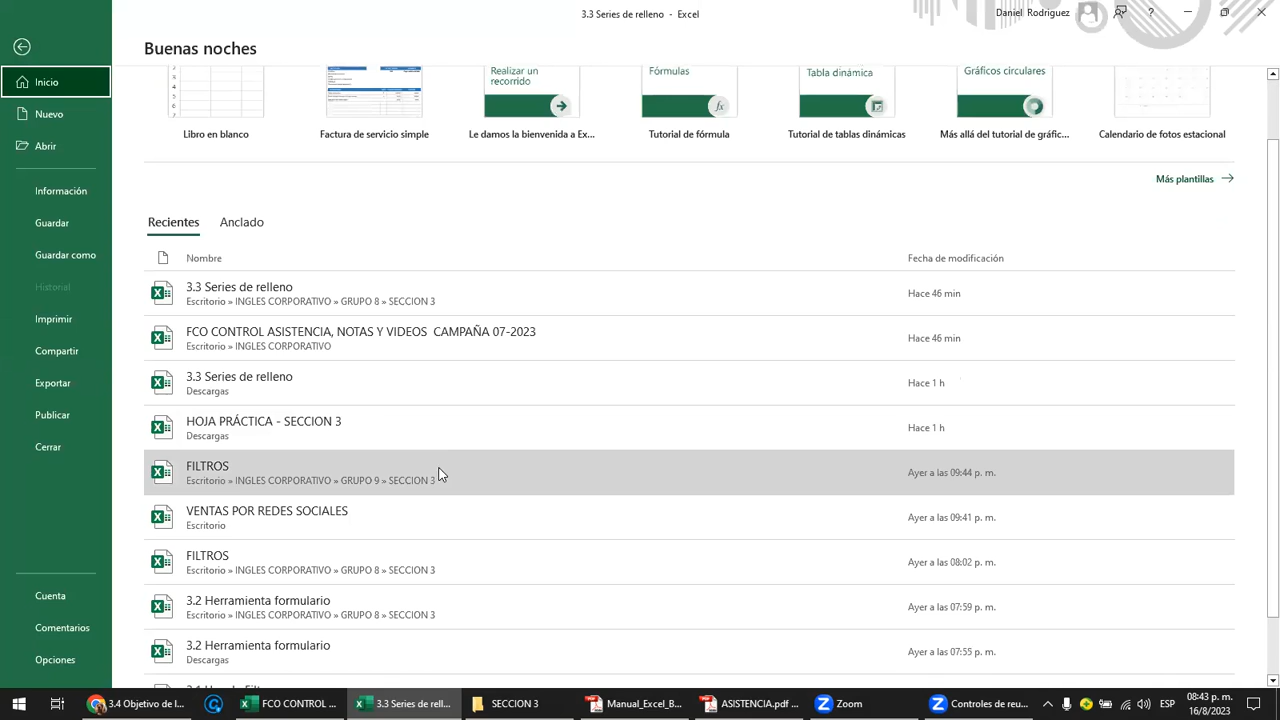 3.3 Series de relleno - Excel
Daniel Rodriguez
?
Buenas noches
Inicio
Nuevo
Abrir
Información
Guardar
Guardar como
Historial
Imprimir
Compartir
Exportar
Publicar
Cerrar
Cuenta
Comentarios
Opciones
Realizar un
recorrido
Fórmulas
Tabla dinámica
Gráficos circulares
5
6
7
fx
Libro en blanco
Factura de servicio simple
Le damos la bienvenida a Ex...
Tutorial de fórmula
Tutorial de tablas dinámicas
Más allá del tutorial de gráfic...
Calendario de fotos estacional
Más plantillas
Recientes
Anclado
Nombre
Fecha de modificación
3.3 Series de relleno
Escritorio » INGLES CORPORATIVO » GRUPO 8 » SECCION 3
Hace 46 min
FCO CONTROL ASISTENCIA, NOTAS Y VIDEOS CAMPAÑA 07-2023
Escritorio » INGLES CORPORATIVO
Hace 46 min
3.3 Series de relleno
Descargas
Hace 1 h
HOJA PRÁCTICA - SECCION 3
Descargas
Hace 1 h
FILTROS
Escritorio » INGLES CORPORATIVO » GRUPO 9 » SECCION 3
Ayer a las 09:44 p. m.
VENTAS POR REDES SOCIALES
Escritorio
Ayer a las 09:41 p. m.
FILTROS
Escritorio » INGLES CORPORATIVO » GRUPO 8 » SECCION 3
Ayer a las 08:02 p. m.
3.2 Herramienta formulario
Escritorio » INGLES CORPORATIVO » GRUPO 8 » SECCION 3
Ayer a las 07:59 p. m.
3.2 Herramienta formulario
Descargas
Ayer a las 07:55 p. m.
3.4 Objetivo de l...
FCO CONTROL ...
3.3 Series de rell...
SECCION 3
Manual_Excel_B...
ASISTENCIA.pdf ...
Zoom
Controles de reu...
ESP
08:43 p. m.
16/8/2023